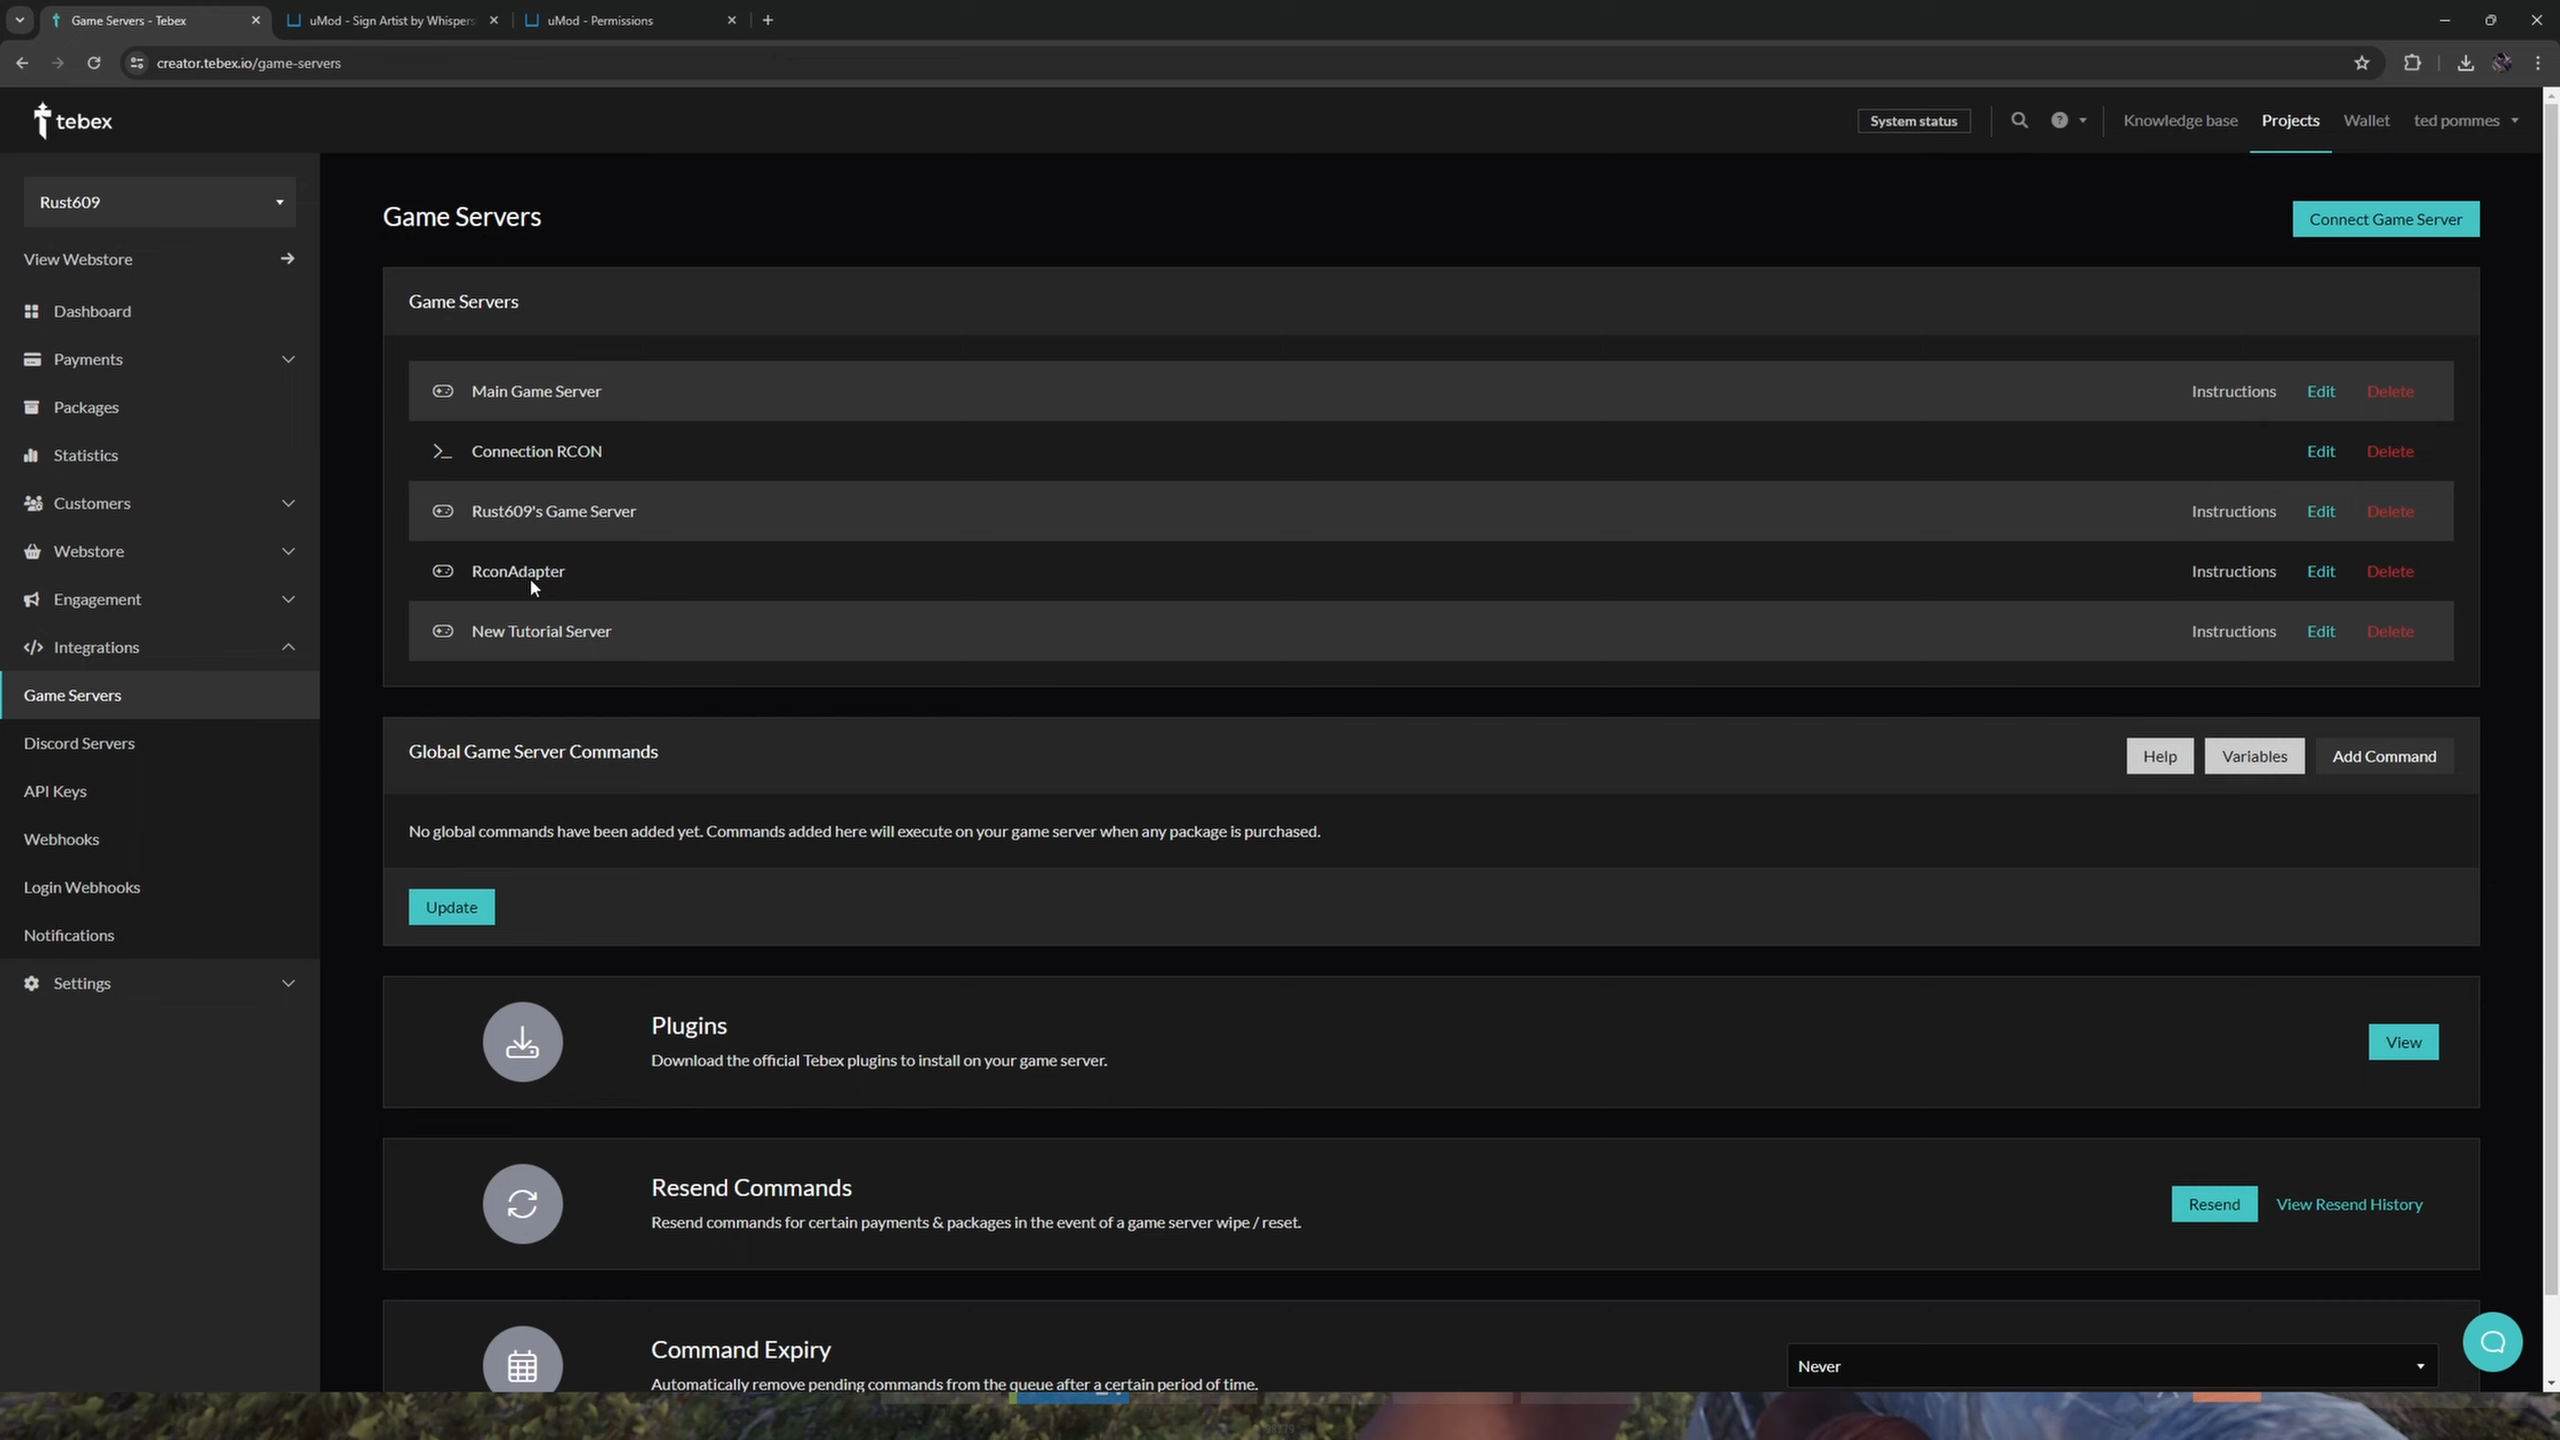 Game Servers - Tebex
uMod - Sign Artist by Whispers
uMod - Permissions
creator.tebex.io/game-servers
tebex
System status
Knowledge base
Projects
Wallet
ted pommes
Rust609
View Webstore
Dashboard
Payments
Packages
Statistics
Customers
Webstore
Engagement
Integrations
Game Servers
Discord Servers
API Keys
Webhooks
Login Webhooks
Notifications
Settings
Game Servers
Connect Game Server
Game Servers
Main Game Server Instructions Edit Delete
Connection RCON Edit Delete
Rust609's Game Server Instructions Edit Delete
RconAdapter Instructions Edit Delete
New Tutorial Server Instructions Edit Delete
Global Game Server Commands
Help Variables Add Command
No global commands have been added yet. Commands added here will execute on your game server when any package is purchased.
Update
Plugins
Download the official Tebex plugins to install on your game server.
View
Resend Commands
Resend commands for certain payments & packages in the event of a game server wipe / reset.
Resend View Resend History
Command Expiry
Automatically remove pending commands from the queue after a certain period of time.
Never